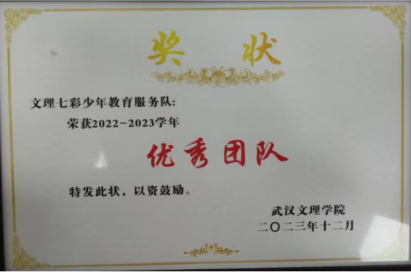 奖 状
文理七彩少年教育服务队:
荣获2022-2023学年
优秀团队
特发此状，以资鼓励。
武汉文理学院
二〇二三年十二月